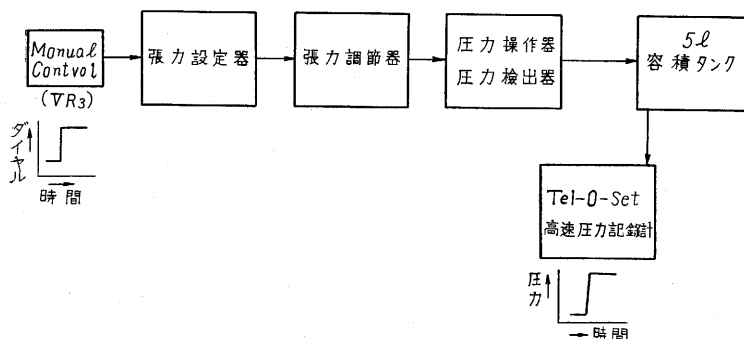 Manual
Contvol
(VR₃)
ダイヤル
時間
張力設定器
張力調節器
圧力操作器
圧力検出器
5ℓ
容積タンク
Tel-O-Set
高速圧力記録計
圧力
時間